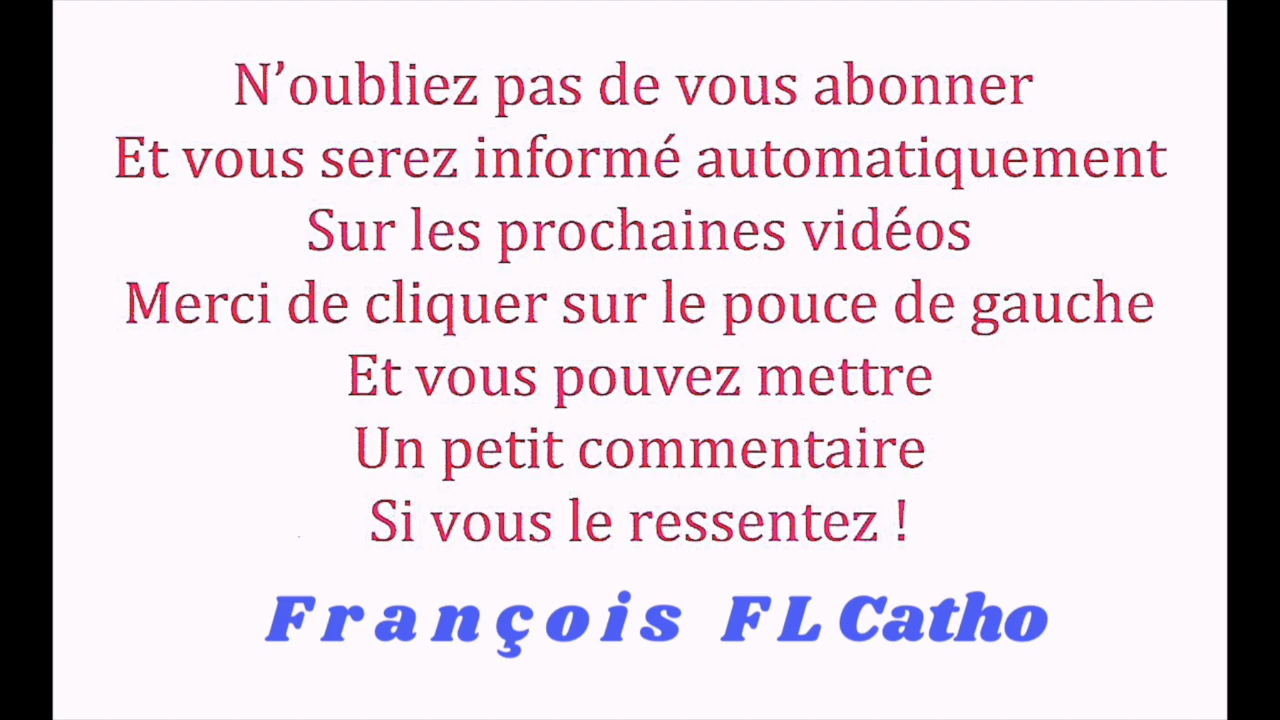 N’oubliez pas de vous abonner
Et vous serez informé automatiquement
Sur les prochaines vidéos
Merci de cliquer sur le pouce de gauche
Et vous pouvez mettre
Un petit commentaire
Si vous le ressentez !
François FLCatho